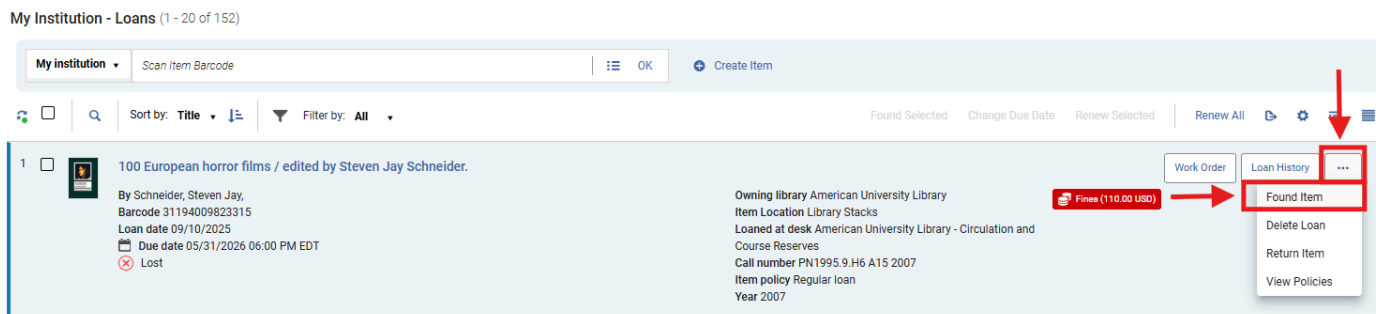 My Institution - Loans (1 - 20 of 152)
My institution Scan Item Barcode OK Create Item
Sort by: Title Filter by: All Found Selected Change Due Date Renew Selected Renew All
1 100 European horror films / edited by Steven Jay Schneider. Work Order Loan History ...
By Schneider, Steven Jay,
Barcode 31194009823315
Loan date 09/10/2025
Due date 05/31/2026 06:00 PM EDT
Lost
Owning library American University Library
Item Location Library Stacks
Loaned at desk American University Library - Circulation and
Course Reserves
Call number PN1995.9.H6 A15 2007
Item policy Regular loan
Year 2007
Fines (110.00 USD)
Found Item
Delete Loan
Return Item
View Policies